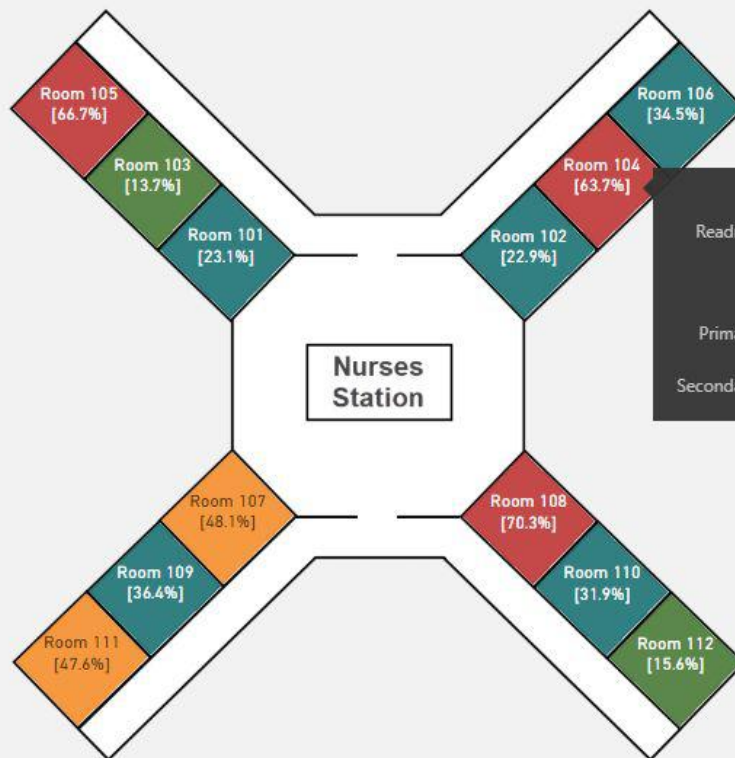 Room 105
[66.7%]
Room 106
[34.5%]
Room 103
[13.7%]
Room 104
[63.7%]
Room 101
[23.1%]
Room 102
[22.9%]
Nurses
Station
Room 107
[48.1%]
Room 108
[70.3%]
Room 109
[36.4%]
Room 110
[31.9%]
Room 111
[47.6%]
Room 112
[15.6%]